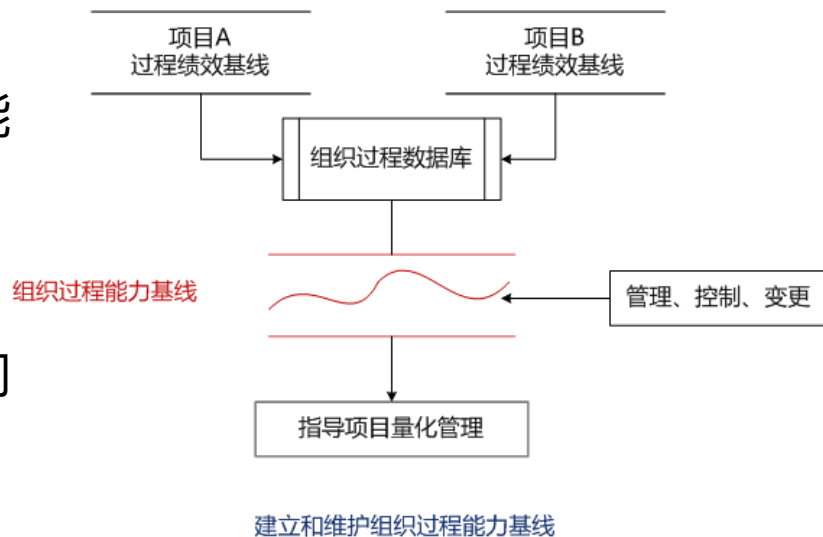 项目A
过程绩效基线
项目B
过程绩效基线
能
组织过程数据库
组织过程能力基线
管理、控制、变更
指导项目量化管理
建立和维护组织过程能力基线